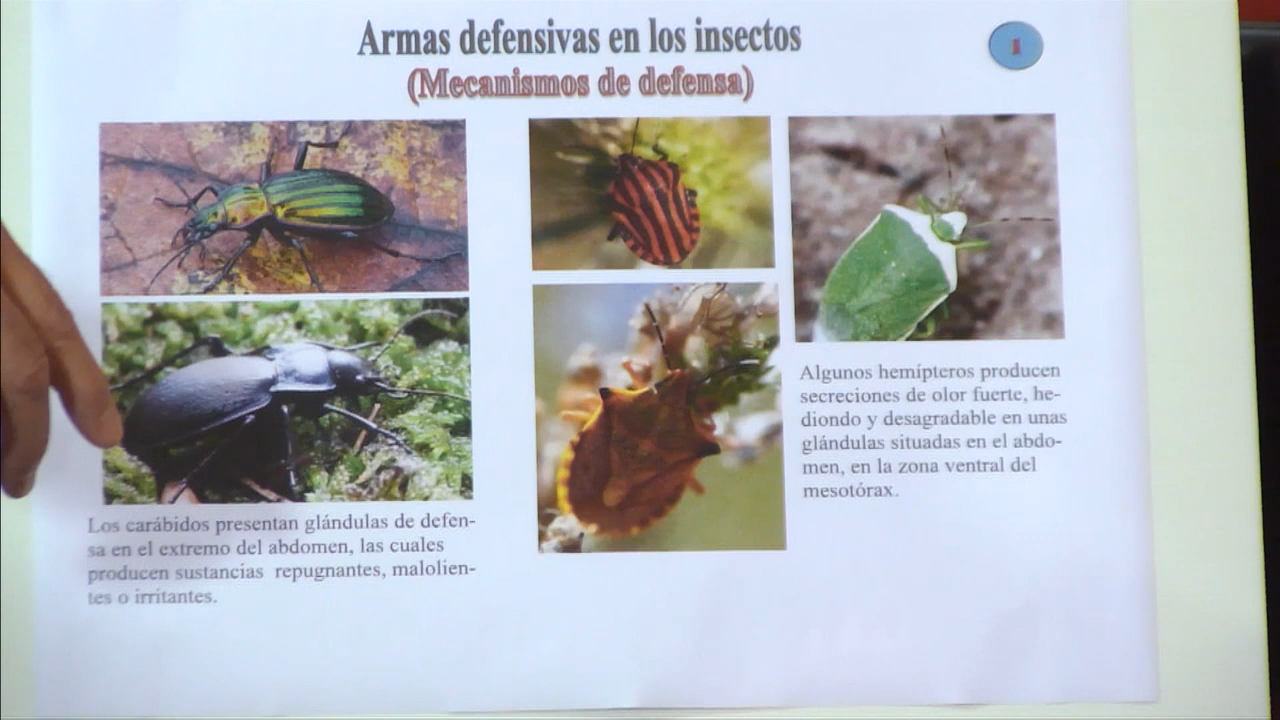 Armas defensivas en los insectos
(Mecanismos de defensa)
1
Los carábidos presentan glándulas de defen-
sa en el extremo del abdomen, las cuales
producen sustancias repugnantes, malolien-
tes o irritantes.
Algunos hemípteros producen
secreciones de olor fuerte, he-
diondo y desagradable en unas
glándulas situadas en el abdo-
men, en la zona ventral del
mesotórax.